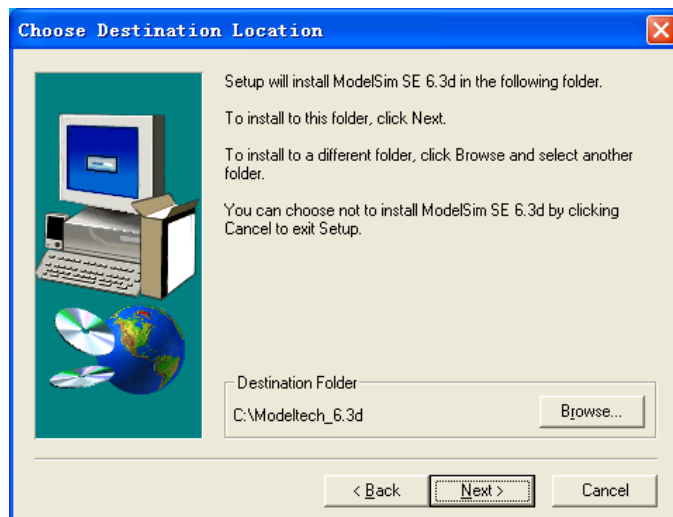 Choose Destination Location
Setup will install ModelSim SE 6.3d in the following folder.
To install to this folder, click Next.
To install to a different folder, click Browse and select another
folder.
You can choose not to install ModelSim SE 6.3d by clicking
Cancel to exit Setup.
Destination Folder
C:\Modeltech_6.3d
Browse...
< Back
Next >
Cancel